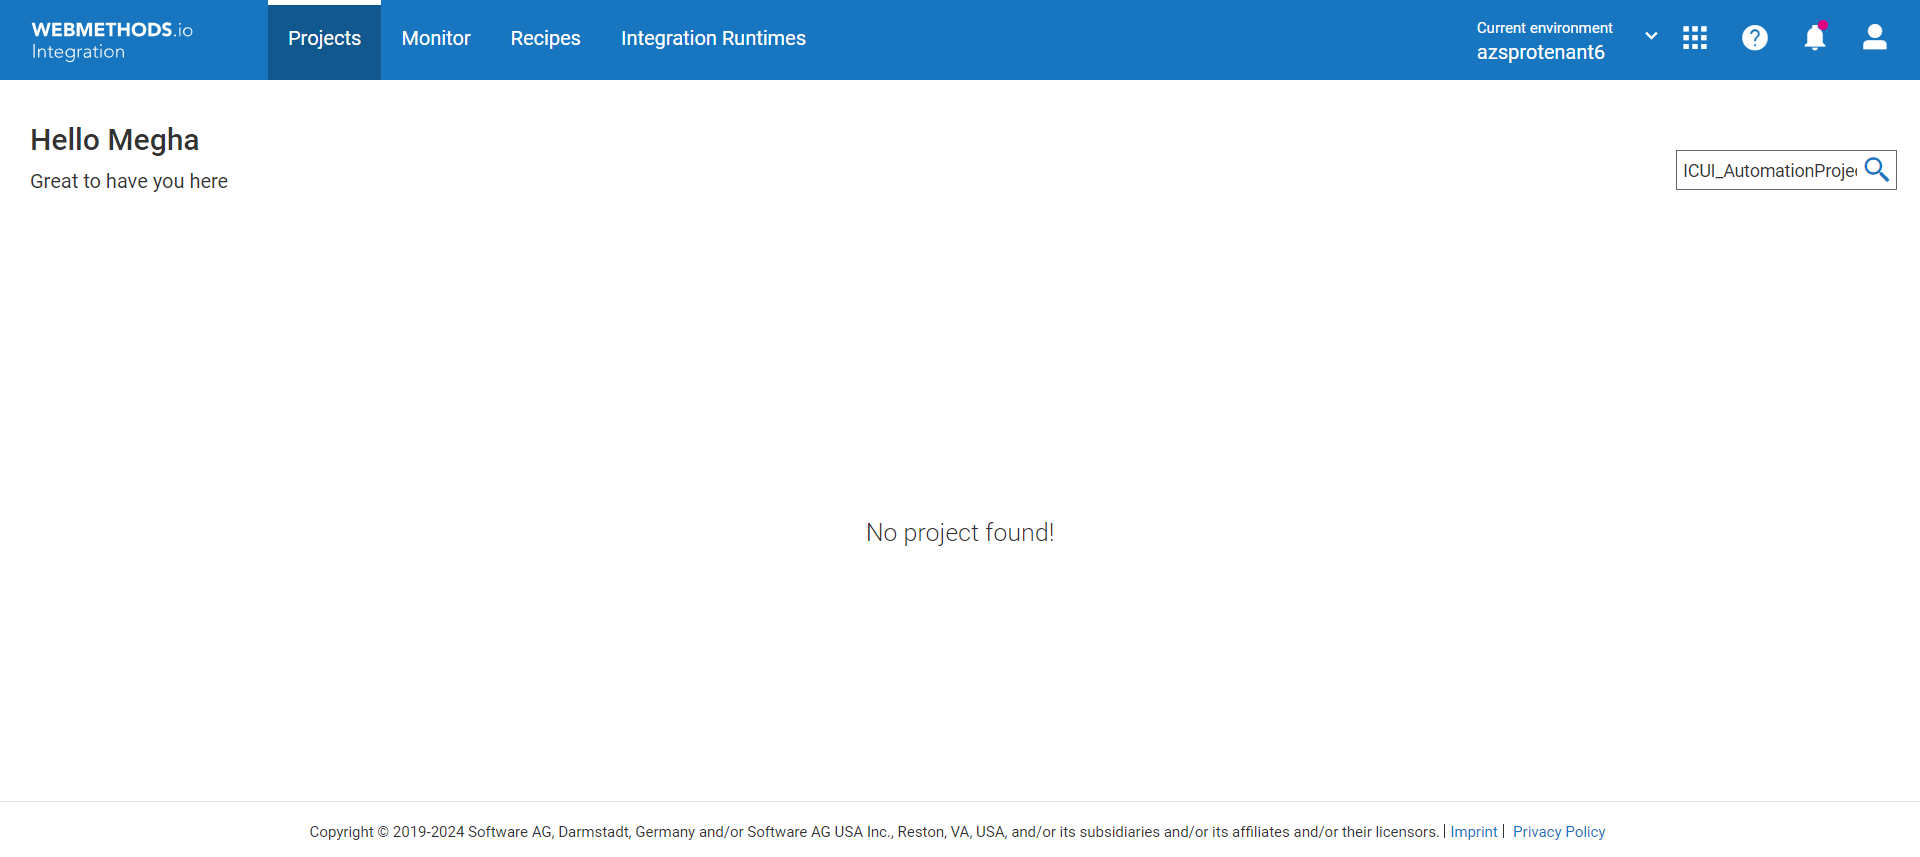 WEBMETHODS.io
Integration
Projects
Monitor
Recipes
Integration Runtimes
Current environment
azsprotenant6
Hello Megha
Great to have you here
ICUI_AutomationProjec
No project found!
Copyright © 2019-2024 Software AG, Darmstadt, Germany and/or Software AG USA Inc., Reston, VA, USA, and/or its subsidiaries and/or its affiliates and/or their licensors. | Imprint | Privacy Policy